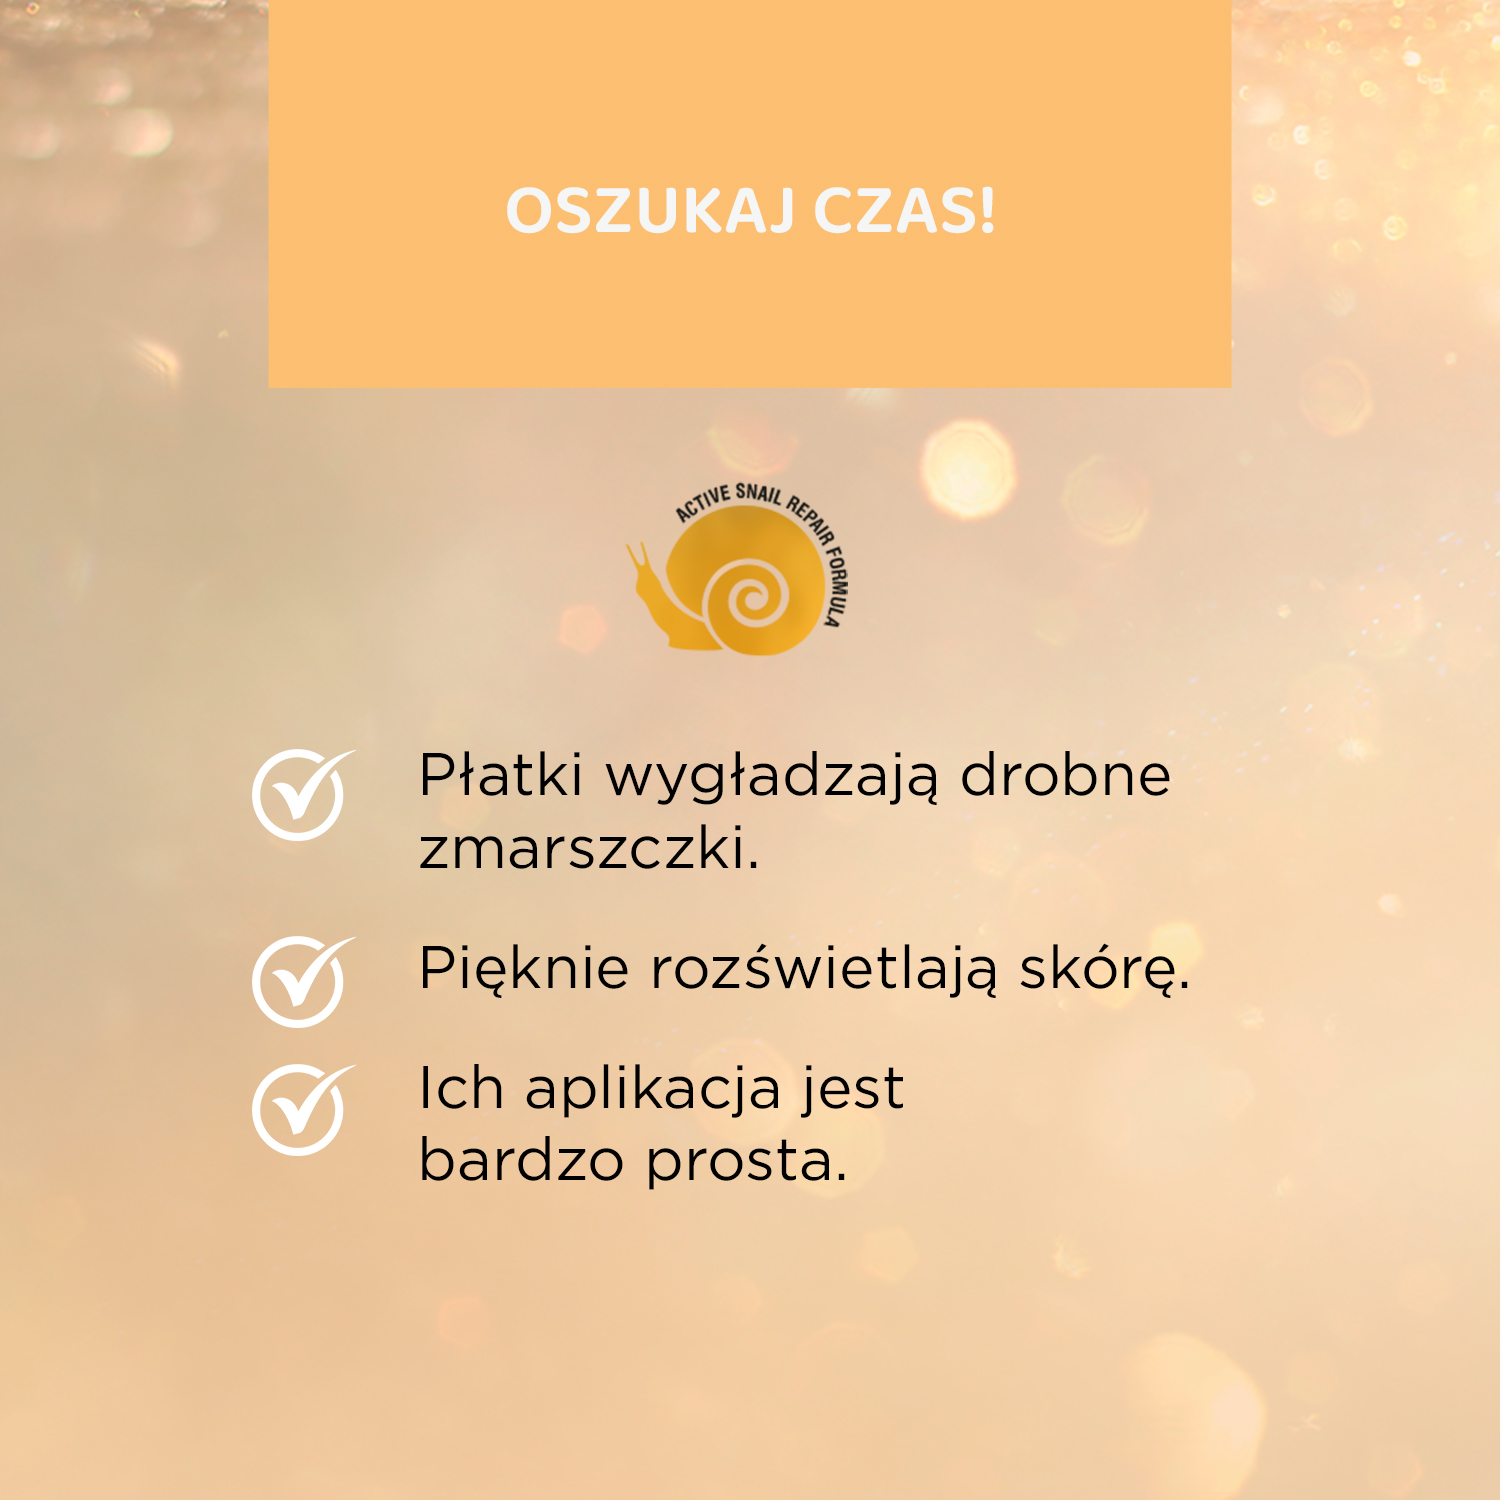 OSZUKAJ CZAS!
ACTIVE SNAIL REPAIR FORMULA
Płatki wygładzają drobne
zmarszczki.
Pięknie rozświetlają skórę.
Ich aplikacja jest
bardzo prosta.